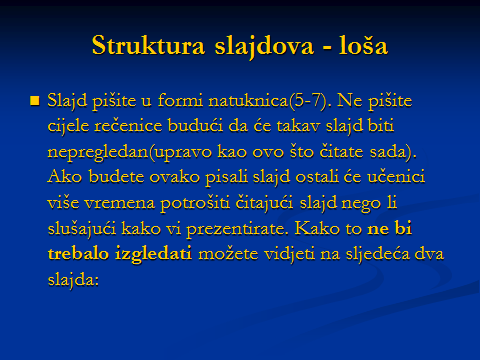 Struktura slajdova - loša
Slajd pišite u formi natuknica(5-7). Ne pišite
cijele rečenice budući da će takav slajd biti
nepregledan(upravo kao ovo što čitate sada).
Ako budete ovako pisali slajd ostali će učenici
više vremena potrošiti čitajući slajd nego li
slušajući kako vi prezentirate. Kako to ne bi
trebalo izgledati možete vidjeti na sljedeća dva
slajda: